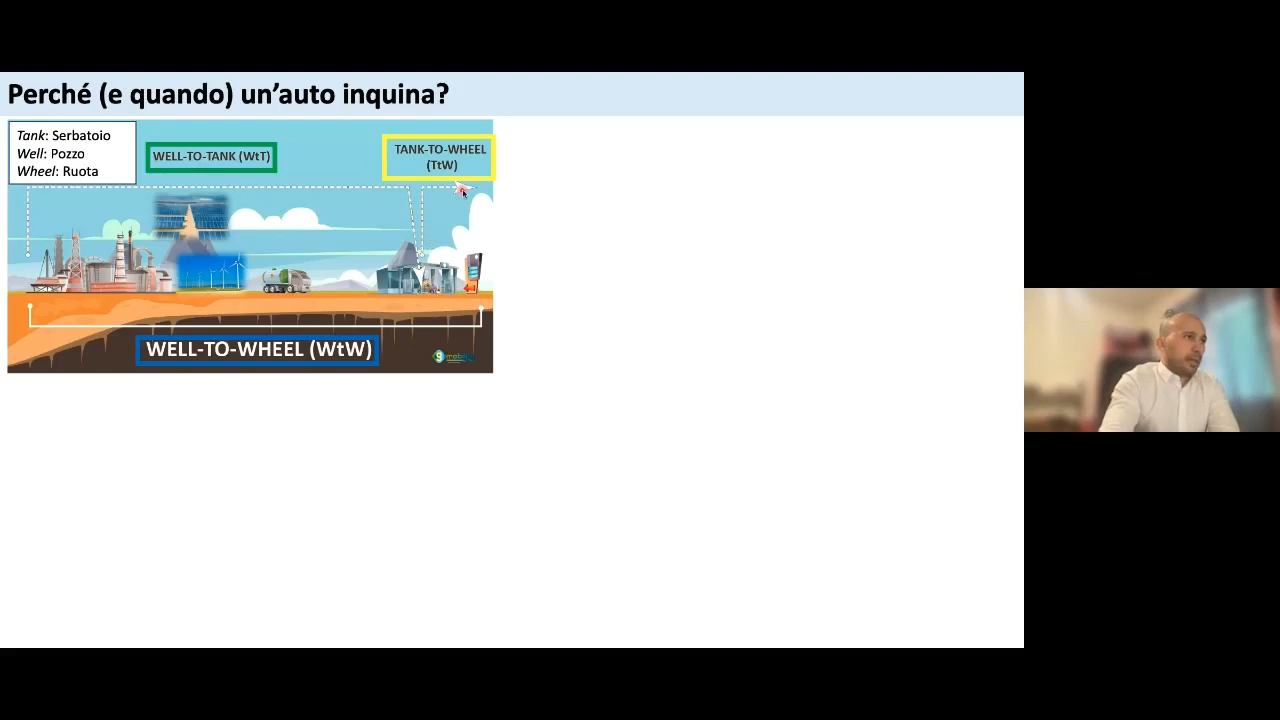 Perché (e quando) un’auto inquina?
Tank: Serbatoio
Well: Pozzo
Wheel: Ruota
WELL-TO-TANK (WtT)
TANK-TO-WHEEL
(TtW)
WELL-TO-WHEEL (WtW)